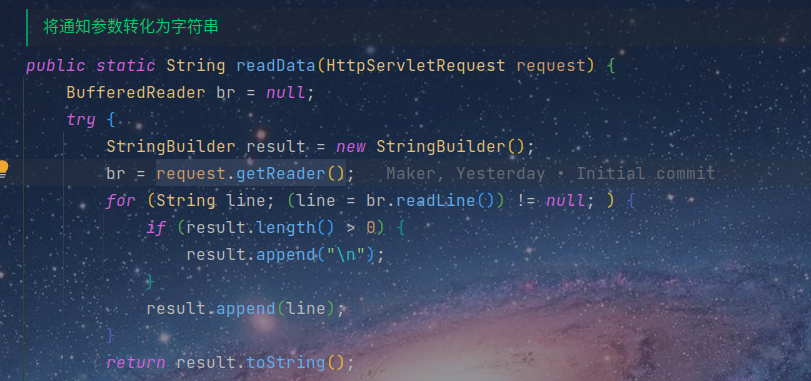 将通知参数转化为字符串
public static String readData(HttpServletRequest request) {
BufferedReader br = null;
try {
StringBuilder result = new StringBuilder();
br = request.getReader();   Maker, Yesterday • Initial commit
for (String line; (line = br.readLine()) != null; ) {
if (result.length() > 0) {
result.append("\n");
}
result.append(line);
}
return result.toString();